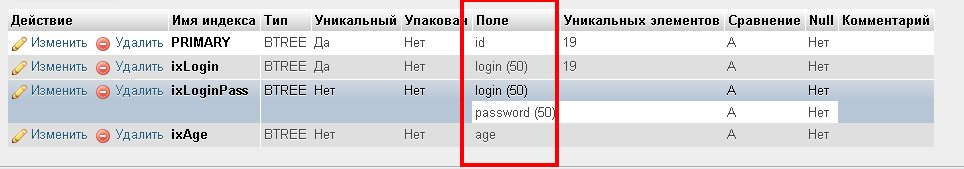 Действие Имя индекса Тип Уникальный Упакован Поле Уникальных элементов Сравнение Null Комментарий
Изменить Удалить PRIMARY BTREE Да Нет id 19 A Нет
Изменить Удалить ixLogin BTREE Да Нет login (50) 19 A Нет
Изменить Удалить ixLoginPass BTREE Нет Нет login (50) A Нет
password (50) A Нет
Изменить Удалить ixAge BTREE Нет Нет age A Нет